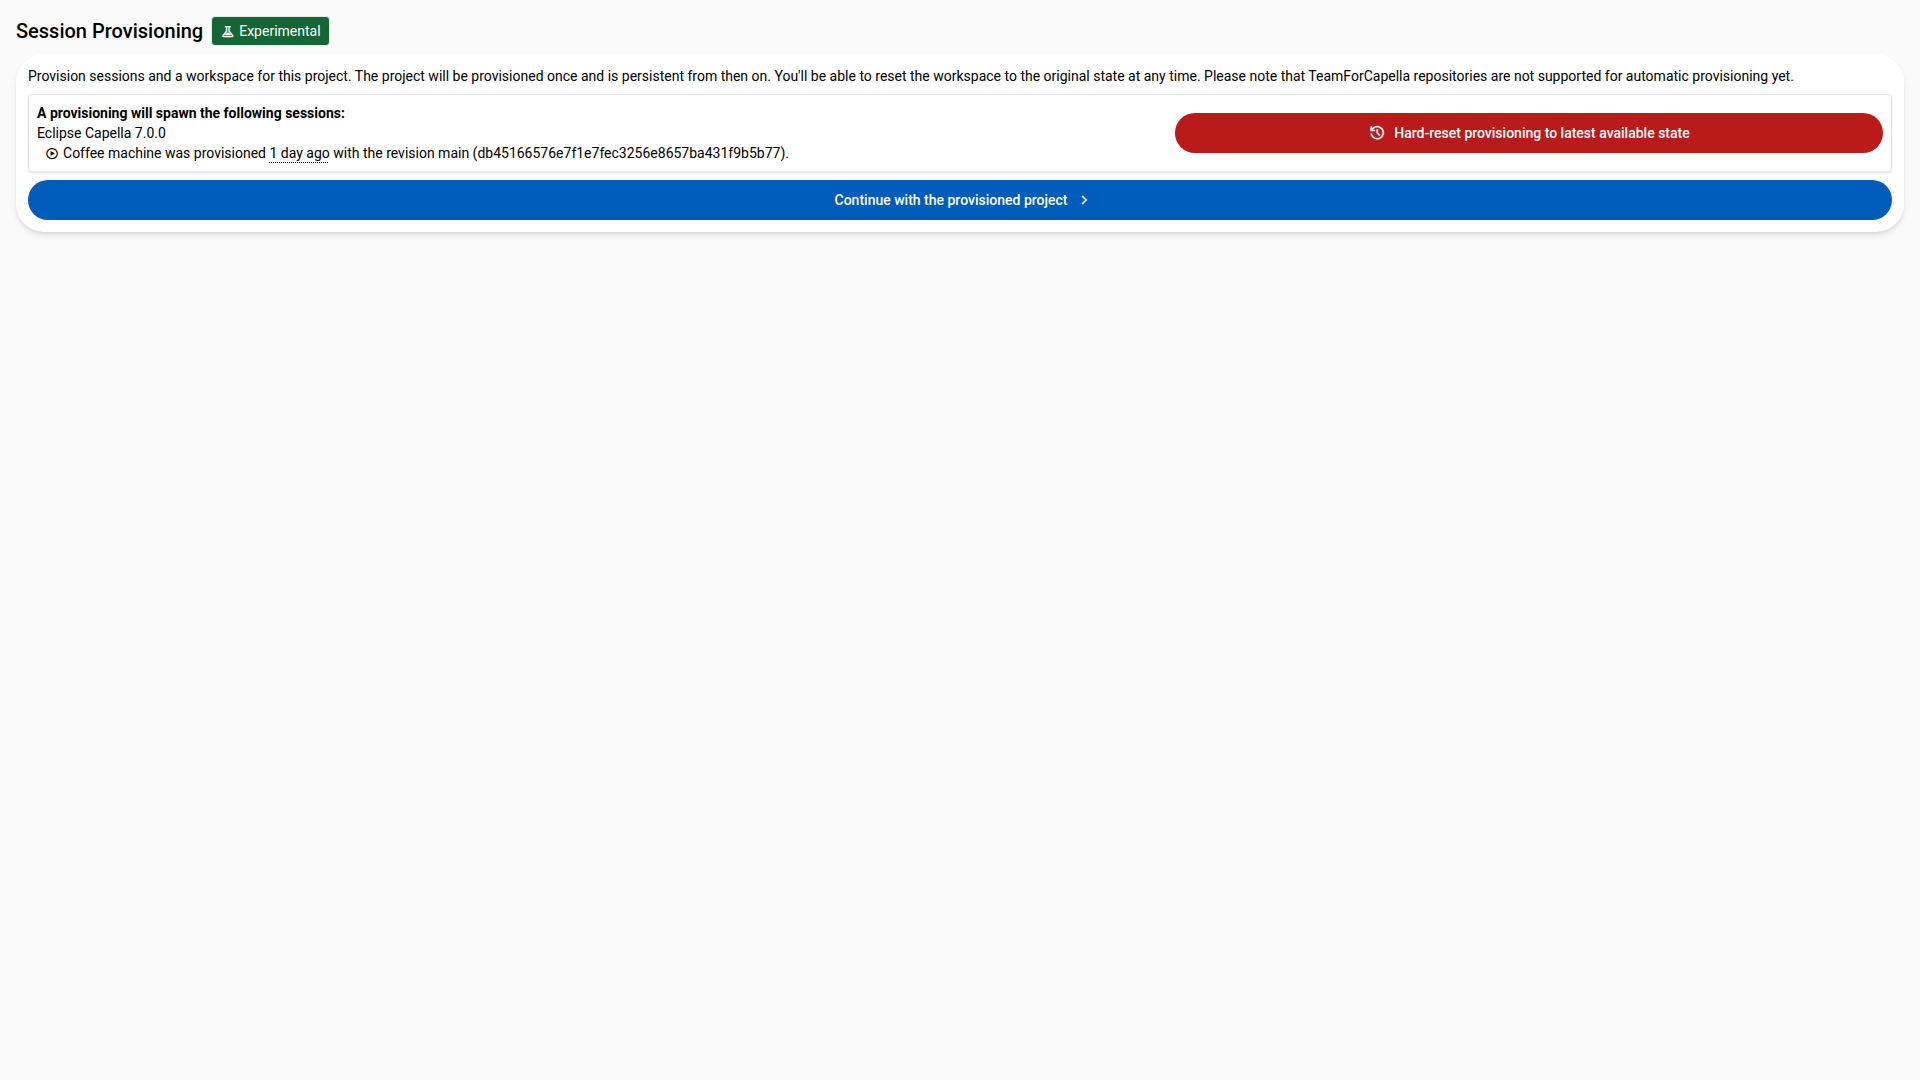 Session Provisioning
Experimental
Provision sessions and a workspace for this project. The project will be provisioned once and is persistent from then on. You'll be able to reset the workspace to the original state at any time. Please note that TeamForCapella repositories are not supported for automatic provisioning yet.
A provisioning will spawn the following sessions:
Eclipse Capella 7.0.0
Coffee machine was provisioned 1 day ago with the revision main (db45166576e7f1e7fec3256e8657ba431f9b5b77).
Hard-reset provisioning to latest available state
Continue with the provisioned project